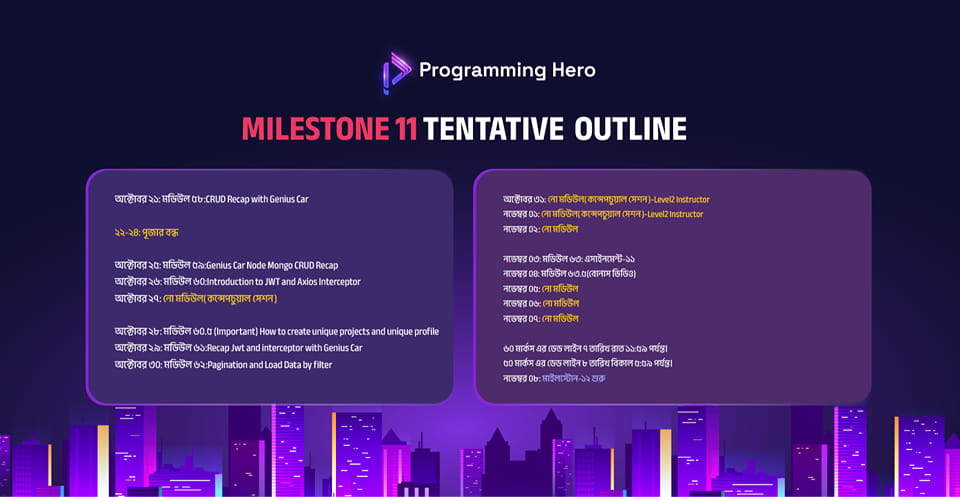 Programming Hero
MILESTONE 11 TENTATIVE OUTLINE
অক্টোবর ২১: মডিউল ৫৮:CRUD Recap with Genius Car
২২-২৪: পূজার বন্ধ
অক্টোবর ২৫: মডিউল ৫৯:Genius Car Node Mongo CRUD Recap
অক্টোবর ২৬: মডিউল ৬০:Introduction to JWT and Axios Interceptor
অক্টোবর ২৭: নো মডিউল( কন্সেপচুয়াল সেশন )
অক্টোবর ২৮: মডিউল ৬০.৫ (Important) How to create unique projects and unique profile
অক্টোবর ২৯: মডিউল ৬১:Recap Jwt and interceptor with Genius Car
অক্টোবর ৩০: মডিউল ৬২:Pagination and Load Data by filter
অক্টোবর ৩১: নো মডিউল( কন্সেপচুয়াল সেশন )-Level2 Instructor
নভেম্বর ০১: নো মডিউল( কন্সেপচুয়াল সেশন )-Level2 Instructor
নভেম্বর ০২: নো মডিউল
নভেম্বর ০৩: মডিউল ৬৩: এসাইনমেন্ট-১১
নভেম্বর ০৪: মডিউল ৬৩.৫(বোনাস ভিডিও)
নভেম্বর ০৫: নো মডিউল
নভেম্বর ০৬: নো মডিউল
নভেম্বর ০৭: নো মডিউল
৬০ মার্কস এর ডেড লাইন ৭ তারিখ রাত ১১:৫৯ পর্যন্ত।
৫০ মার্কস এর ডেড লাইন ৮ তারিখ বিকাল ৫:৫৯ পর্যন্ত।
নভেম্বর ০৮: মাইলস্টোন-১২ শুরু